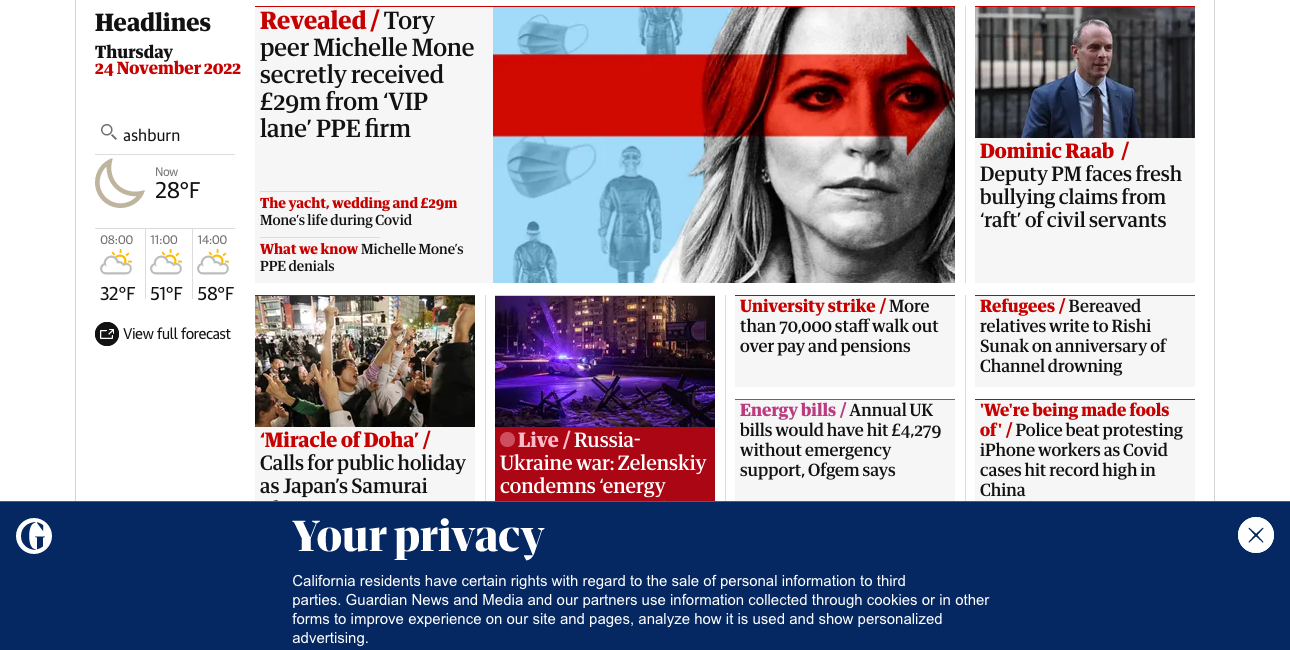 Headlines
Thursday
24 November 2022
ashburn
Now
28°F
08:00
11:00
14:00
32°F
51°F
58°F
View full forecast
Revealed / Tory
peer Michelle Mone
secretly received
£29m from ‘VIP
lane’ PPE firm
The yacht, wedding and £29m
Mone’s life during Covid
What we know Michelle Mone’s
PPE denials
Dominic Raab /
Deputy PM faces fresh
bullying claims from
‘raft’ of civil servants
‘Miracle of Doha’ /
Calls for public holiday
as Japan’s Samurai
Live / Russia-
Ukraine war: Zelenskiy
condemns ‘energy
University strike / More
than 70,000 staff walk out
over pay and pensions
Energy bills / Annual UK
bills would have hit £4,279
without emergency
support, Ofgem says
Refugees / Bereaved
relatives write to Rishi
Sunak on anniversary of
Channel drowning
'We're being made fools
of' / Police beat protesting
iPhone workers as Covid
cases hit record high in
China
G
Your privacy
California residents have certain rights with regard to the sale of personal information to third
parties. Guardian News and Media and our partners use information collected through cookies or in other
forms to improve experience on our site and pages, analyze how it is used and show personalized
advertising.